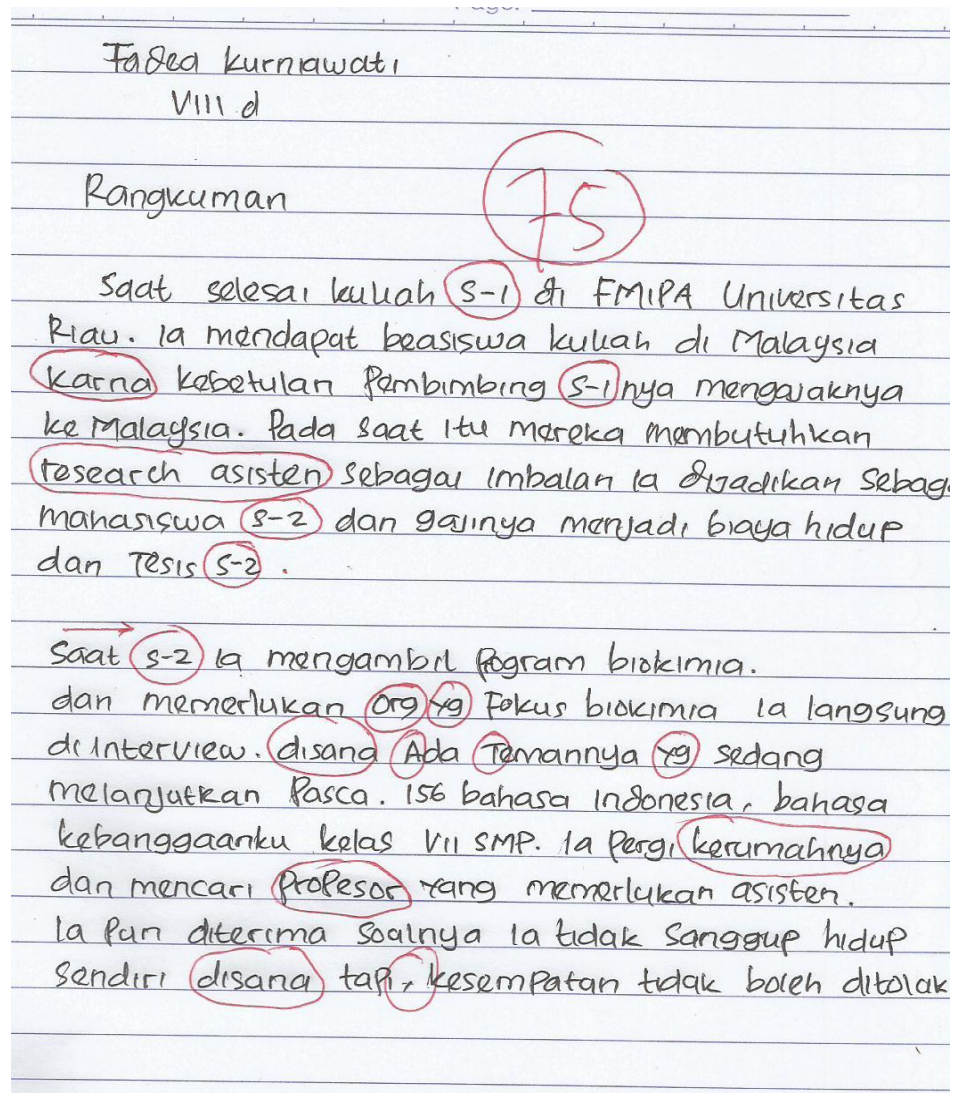 Page:
Fadea Kurniawati
VIII d
Rangkuman
75
Saat selesai kuliah S-1 di FMIPA Universitas
Riau. Ia mendapat beasiswa kuliah di Malaysia
Karna kebetulan Pembimbing S-1nya mengajaknya
ke Malaysia. Pada saat itu mereka membutuhkan
research asisten sebagai imbalan ia dijadikan Sebag
mahasiswa S-2 dan gajinya menjadi biaya hidup
dan Tesis S-2.
Saat S-2 ia mengambil Pogram biokimia.
dan memerlukan org yg Fokus biokimia ia langsung
di interview. disana Ada Temannya yg sedang
melanjutkan Pasca. 156 bahasa indonesia, bahasa
kebanggaanku kelas VII SMP. Ia Pergi kerumahnya
dan mencari Propesor yang memerlukan asisten.
Ia Pun diterima Soalnya Ia tidak Sanggup hidup
Sendiri disana tapi, kesempatan tidak boleh ditolak